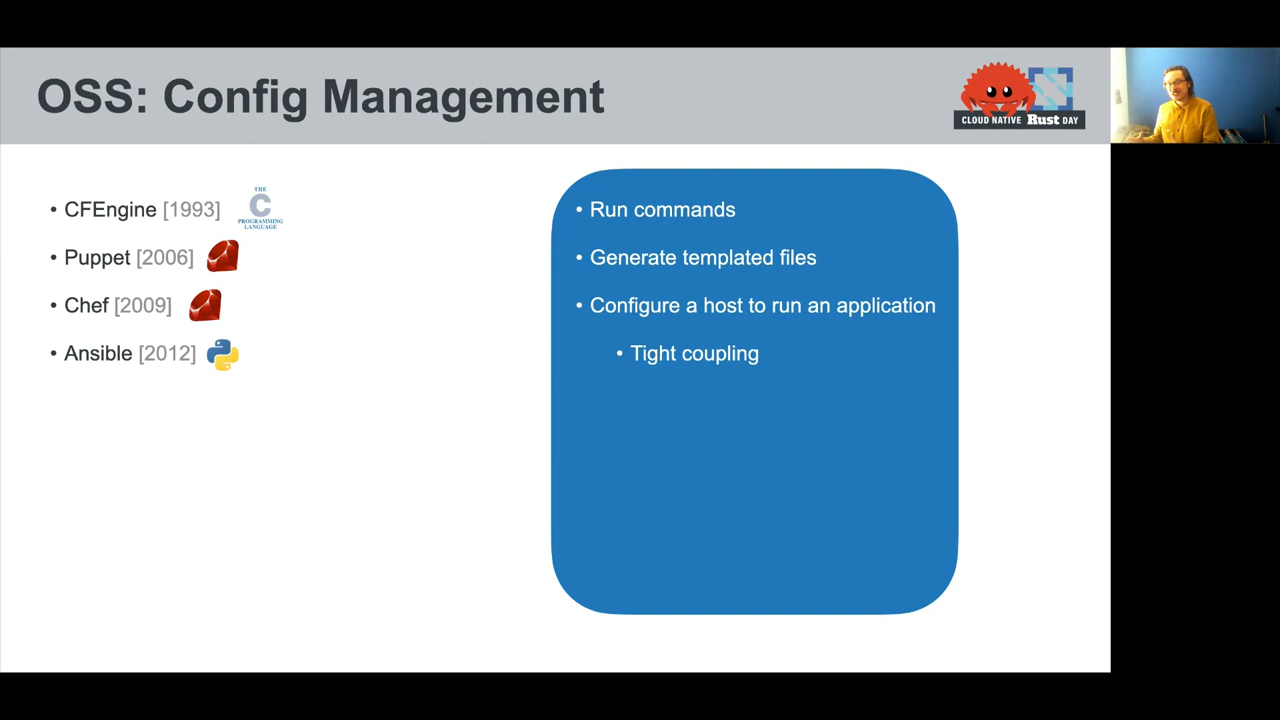 OSS: Config Management
CLOUD NATIVE Rust DAY
• CFEngine [1993]
THE
C
PROGRAMMING
LANGUAGE
• Puppet [2006]
• Chef [2009]
• Ansible [2012]
• Run commands
• Generate templated files
• Configure a host to run an application
• Tight coupling